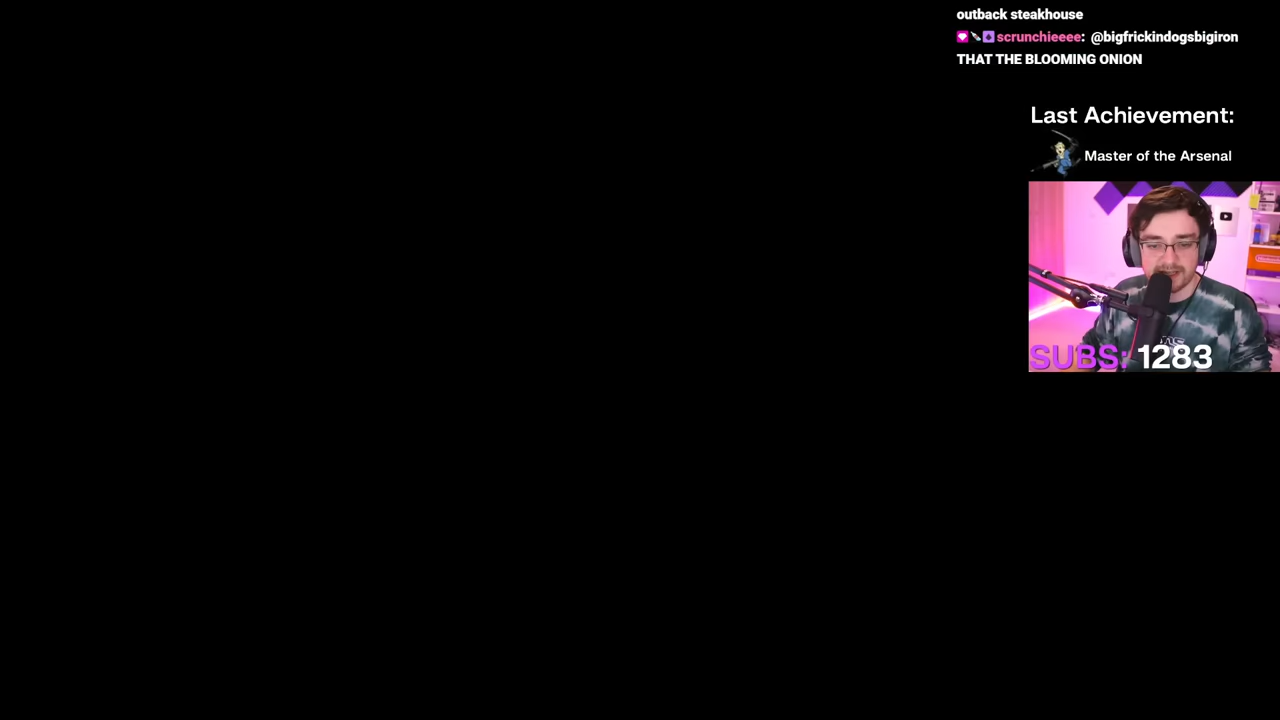 outback steakhouse
scrunchieeee: @bigfrickindogsbigiron
THAT THE BLOOMING ONION
Last Achievement:
Master of the Arsenal
SUBS: 1283